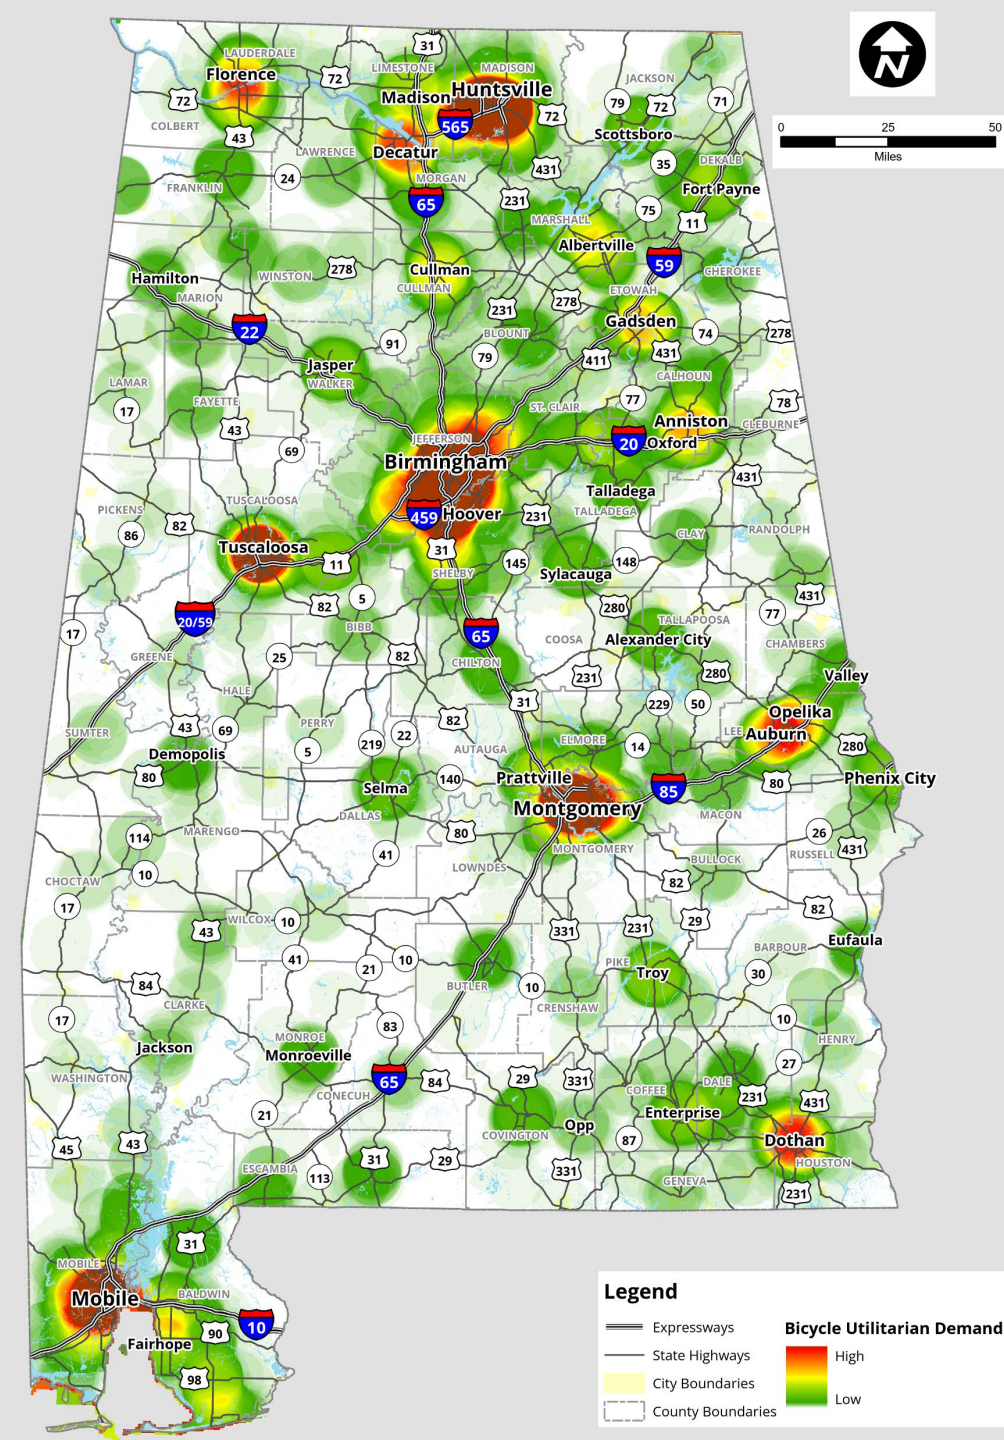 N
0 25 50
Miles
31
LAUDERDALE
LIMESTONE
MADISON
Florence
72
JACKSON
72
Madison
Huntsville
79
72
71
COLBERT
43
565
72
Scottsboro
LAWRENCE
Decatur
431
35
DEKALB
FRANKLIN
24
MORGAN
65
231
Fort Payne
MARSHALL
75
11
Albertville
59
CHEROKEE
Hamilton
WINSTON
278
Cullman
CULLMAN
ETOWAH
MARION
231
278
22
BLOUNT
Gadsden
74
278
91
79
411
431
Jasper
WALKER
CALHOUN
LAMAR
17
FAYETTE
77
78
43
ST. CLAIR
Anniston
CLEBURNE
69
JEFFERSON
20
Oxford
Birmingham
431
Talladega
TUSCALOOSA
PICKENS
82
86
459
Hoover
231
TALLADEGA
CLAY
RANDOLPH
Tuscaloosa
31
11
SHELBY
145
148
Sylacauga
82
5
280
431
20/59
77
17
BIBB
65
TALLAPOOSA
COOSA
Alexander City
CHAMBERS
GREENE
25
82
CHILTON
231
280
Valley
HALE
31
229
50
SUMTER
43
69
PERRY
82
Opelika
LEE
Auburn
5
219
22
ELMORE
14
280
Demopolis
AUTAUGA
80
140
Prattville
85
80
Phenix City
Selma
Montgomery
DALLAS
MACON
114
MARENGO
80
26
MONTGOMERY
RUSSELL
431
41
BULLOCK
10
LOWNDES
CHOCTAW
82
17
WILCOX
10
29
82
43
331
231
Eufaula
41
21
10
PIKE
BARBOUR
Troy
30
84
BUTLER
10
CLARKE
CRENSHAW
17
83
10
MONROE
HENRY
Jackson
Monroeville
27
WASHINGTON
65
84
29
331
DALE
CONECUH
COFFEE
231
431
21
Enterprise
Opp
COVINGTON
87
Dothan
45
43
31
29
ESCAMBIA
113
331
HOUSTON
GENEVA
231
31
MOBILE
BALDWIN
Mobile
10
90
Fairhope
98
Legend
Expressways
State Highways
City Boundaries
County Boundaries
Bicycle Utilitarian Demand
High
Low